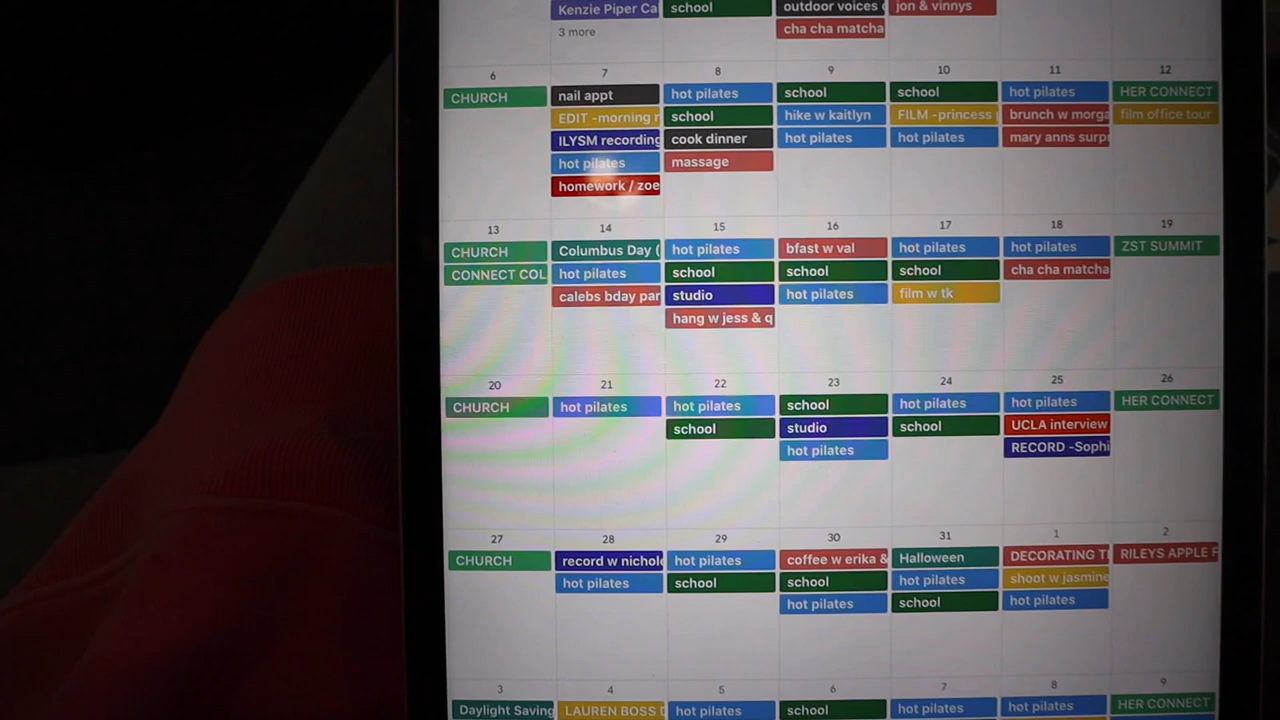 Kenzie Piper Ca
3 more
school
outdoor voices
cha cha matcha
jon & vinnys
6
CHURCH
7
nail appt
EDIT -morning r
ILYSM recording
hot pilates
homework / zoe
8
hot pilates
school
cook dinner
massage
9
school
hike w kaitlyn
hot pilates
10
school
FILM -princess
hot pilates
11
hot pilates
brunch w morga
mary anns surpr
12
HER CONNECT
film office tour
13
CHURCH
CONNECT COL
14
Columbus Day (
hot pilates
calebs bday par
15
hot pilates
school
studio
hang w jess & q
16
bfast w val
school
hot pilates
17
hot pilates
school
film w tk
18
hot pilates
cha cha matcha
19
ZST SUMMIT
20
CHURCH
21
hot pilates
22
hot pilates
school
23
school
studio
hot pilates
24
hot pilates
school
25
hot pilates
UCLA interview
RECORD -Sophi
26
HER CONNECT
27
CHURCH
28
record w nichol
hot pilates
29
hot pilates
school
30
coffee w erika &
school
hot pilates
31
Halloween
hot pilates
school
1
DECORATING T
shoot w jasmine
hot pilates
2
RILEYS APPLE F
3
Daylight Saving
4
LAUREN BOSS
5
hot pilates
6
school
7
hot pilates
8
hot pilates
9
HER CONNECT